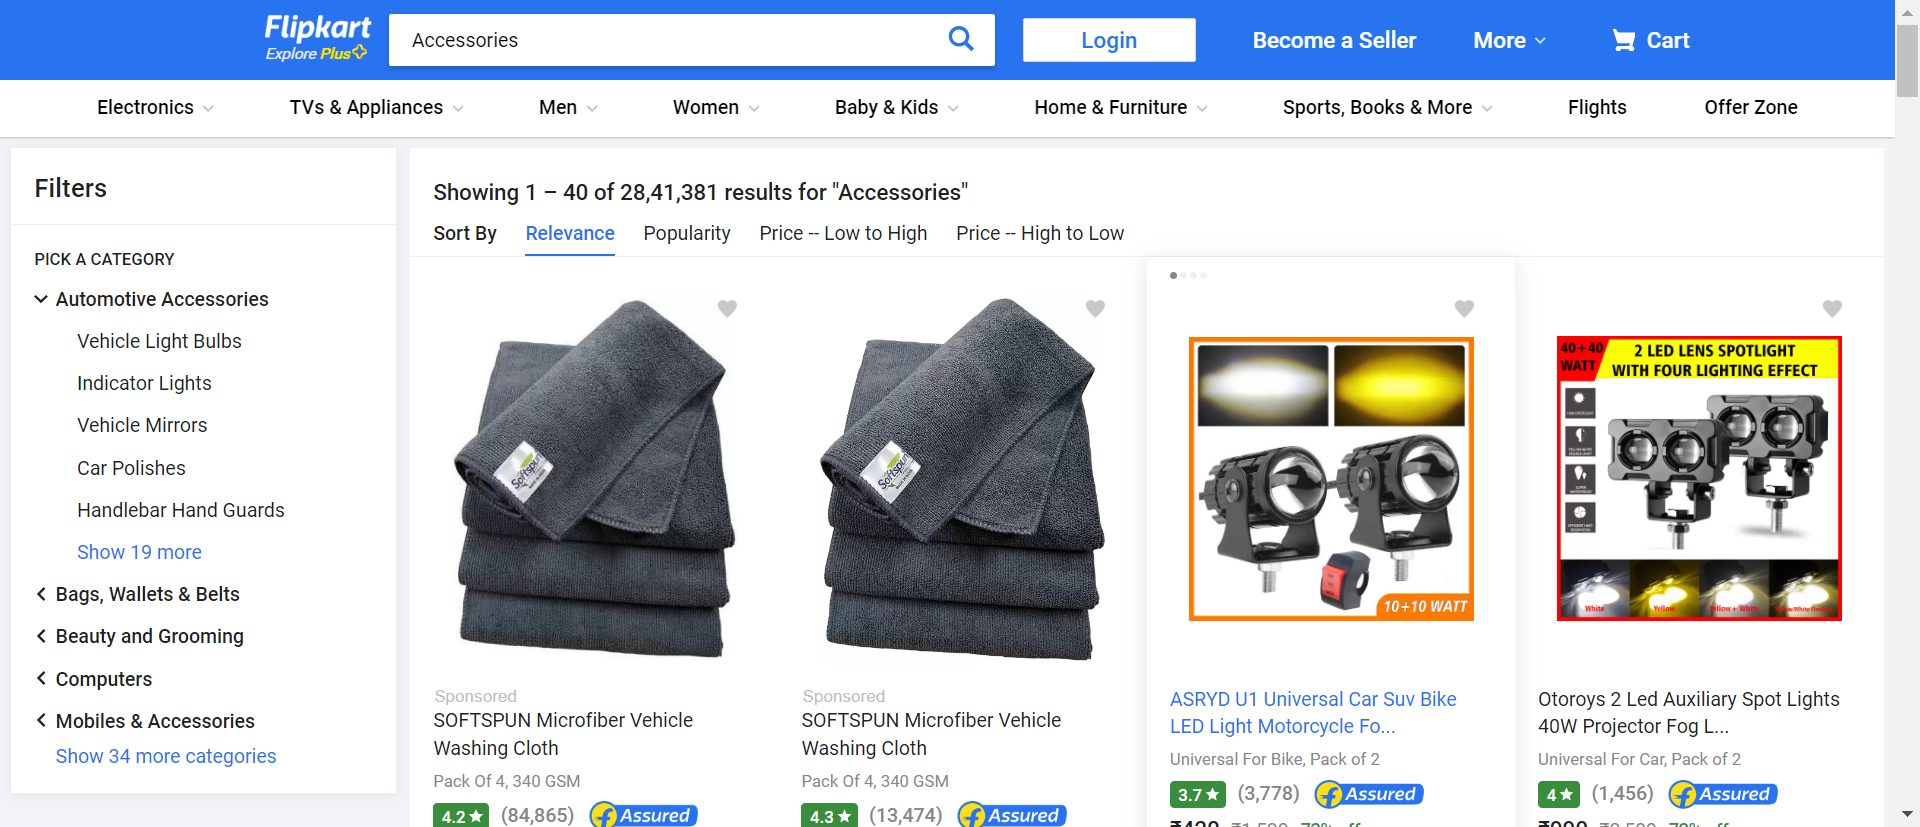 Flipkart
Explore Plus
Accessories
Login
Become a Seller
More
Cart
Electronics
TVs & Appliances
Men
Women
Baby & Kids
Home & Furniture
Sports, Books & More
Flights
Offer Zone
Filters
PICK A CATEGORY
Automotive Accessories
Vehicle Light Bulbs
Indicator Lights
Vehicle Mirrors
Car Polishes
Handlebar Hand Guards
Show 19 more
Bags, Wallets & Belts
Beauty and Grooming
Computers
Mobiles & Accessories
Show 34 more categories
Showing 1 – 40 of 28,41,381 results for "Accessories"
Sort By
Relevance
Popularity
Price -- Low to High
Price -- High to Low
Softspun
Sponsored
SOFTSPUN Microfiber Vehicle
Washing Cloth
Pack Of 4, 340 GSM
4.2★ (84,865) Assured
Softspun
Sponsored
SOFTSPUN Microfiber Vehicle
Washing Cloth
Pack Of 4, 340 GSM
4.3★ (13,474) Assured
10+10 WATT
ASRYD U1 Universal Car Suv Bike
LED Light Motorcycle Fo...
Universal For Bike, Pack of 2
3.7★ (3,778) Assured
40+40
WATT
2 LED LENS SPOTLIGHT
WITH FOUR LIGHTING EFFECT
White
Yellow
Yellow + White
Otoroys 2 Led Auxiliary Spot Lights
40W Projector Fog L...
Universal For Car, Pack of 2
4★ (1,456) Assured